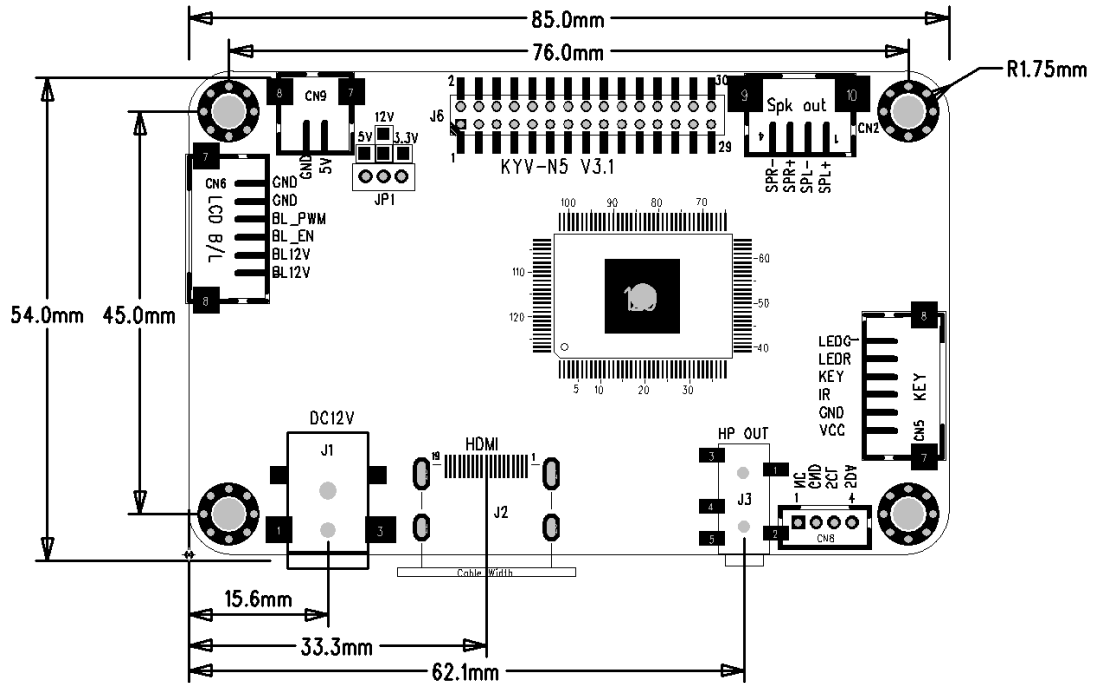 85.0mm
76.0mm
R1.75mm
54.0mm
45.0mm
8
CN9
7
GND
5V
12V
5V
3.3V
JP1
2
30
J6
1
29
KYV-N5 V3.1
9
10
Spk out
CN2
4
1
SPR-
SPR+
SPL-
SPL+
7
CN6
LCD B/L
GND
GND
BL_PWM
BL_EN
BL12V
BL12V
8
100
90
80
70
110
120
60
50
40
5
10
20
30
8
LEDG
1
LEDR
KEY
IR
GND
VCC
KEY
CN5
7
DC12V
J1
1
3
HDMI
19
1
J2
Cable Width
HP OUT
3
1
4
J3
2
5
NC
GND
SCL
SDA
1
4
CN8
15.6mm
33.3mm
62.1mm